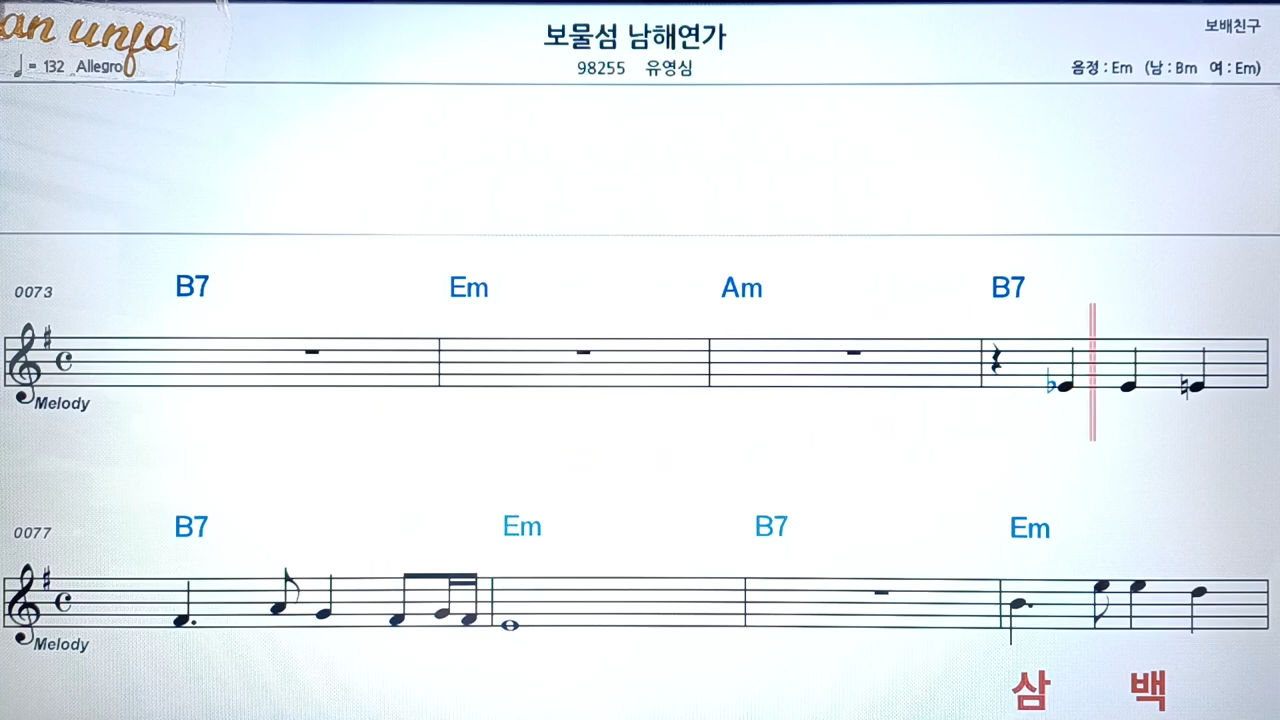 an unfa
보물섬 남해연가
보배친구
♩= 132 Allegro
98255 유영심
음정 : Em (남 : Bm 여 : Em)
0073 B7 Em Am B7
Melody
0077 B7 Em B7 Em
Melody
삼 백